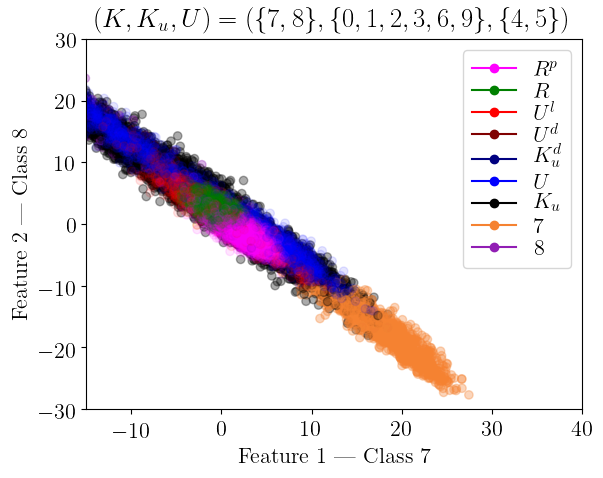 (K, K_u, U) = ({7, 8}, {0, 1, 2, 3, 6, 9}, {4, 5})
30
20
10
0
−10
−20
−30
Feature 2 — Class 8
R^p
R
U^l
U^d
K_u^d
U
K_u
7
8
−10
0
10
20
30
40
Feature 1 — Class 7